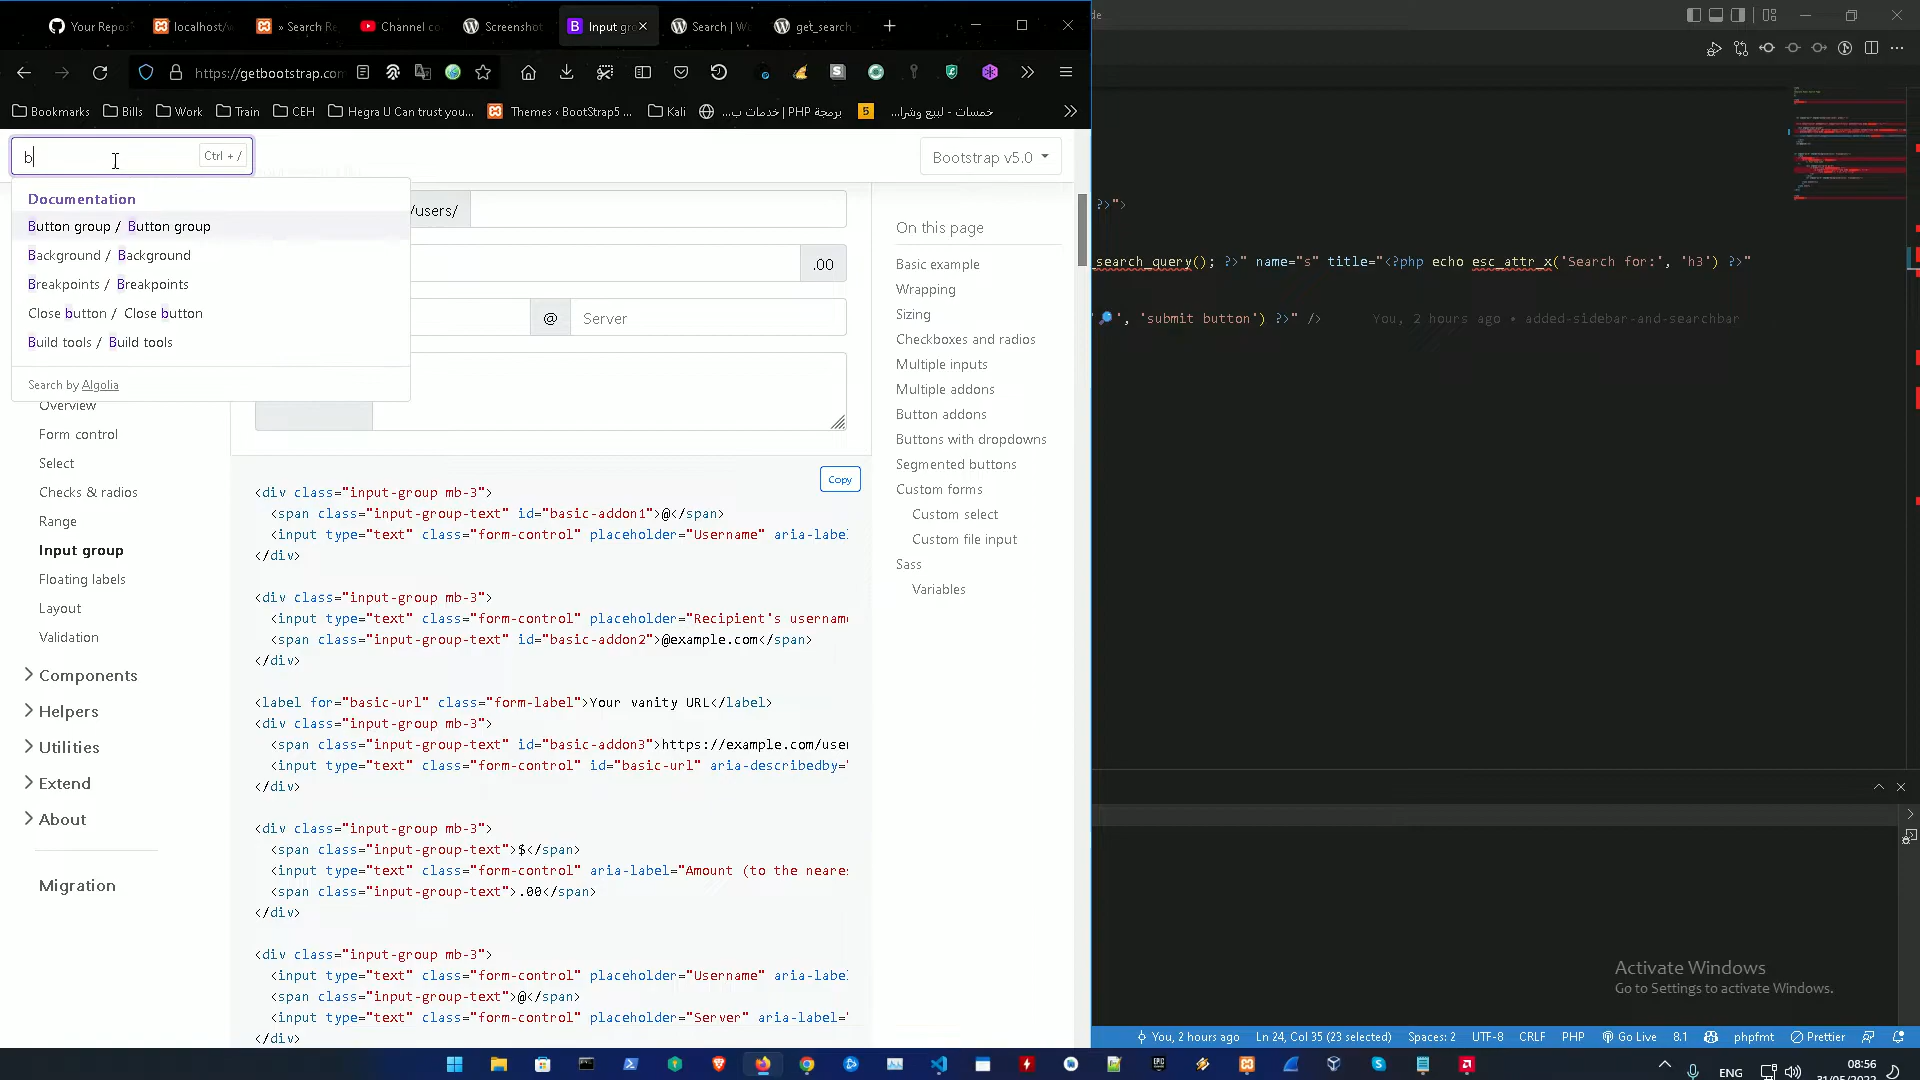 Your Repos
localhost/w
» Search Re
Channel co
Screenshot
Input gro
Search | Wo
get_search
https://getbootstrap.com
Bookmarks
Bills
Work
Train
CEH
Hegra U Can trust you...
Themes ‹ BootStrap5 ...
Kali
برمجة PHP | خدمات ب...
5
خمسات - لبيع وشرا...
b
Ctrl + /
Bootstrap v5.0
Documentation
Button group / Button group
Background / Background
Breakpoints / Breakpoints
Close button / Close button
Build tools / Build tools
Search by Algolia
Overview
Form control
Select
Checks & radios
Range
Input group
Floating labels
Layout
Validation
Components
Helpers
Utilities
Extend
About
Migration
/users/
.00
@
Server
Copy
<div class="input-group mb-3">
<span class="input-group-text" id="basic-addon1">@</span>
<input type="text" class="form-control" placeholder="Username" aria-label
</div>
<div class="input-group mb-3">
<input type="text" class="form-control" placeholder="Recipient's username
<span class="input-group-text" id="basic-addon2">@example.com</span>
</div>
<label for="basic-url" class="form-label">Your vanity URL</label>
<div class="input-group mb-3">
<span class="input-group-text" id="basic-addon3">https://example.com/user
<input type="text" class="form-control" id="basic-url" aria-describedby="
</div>
<div class="input-group mb-3">
<span class="input-group-text">$</span>
<input type="text" class="form-control" aria-label="Amount (to the neares
<span class="input-group-text">.00</span>
</div>
<div class="input-group mb-3">
<input type="text" class="form-control" placeholder="Username" aria-label
<span class="input-group-text">@</span>
<input type="text" class="form-control" placeholder="Server" aria-label="
</div>
On this page
Basic example
Wrapping
Sizing
Checkboxes and radios
Multiple inputs
Multiple addons
Button addons
Buttons with dropdowns
Segmented buttons
Custom forms
Custom select
Custom file input
Sass
Variables
de
?>">
_search_query(); ?>" name="s" title="<?php echo esc_attr_x('Search for:', 'h3') ?>"
', 'submit button') ?>" /> You, 2 hours ago • added-sidebar-and-searchbar
Activate Windows
Go to Settings to activate Windows.
You, 2 hours ago
Ln 24, Col 35 (23 selected)
Spaces: 2
UTF-8
CRLF
PHP
Go Live
8.1
phpfmt
Prettier
ENG
08:56
31/05/2022